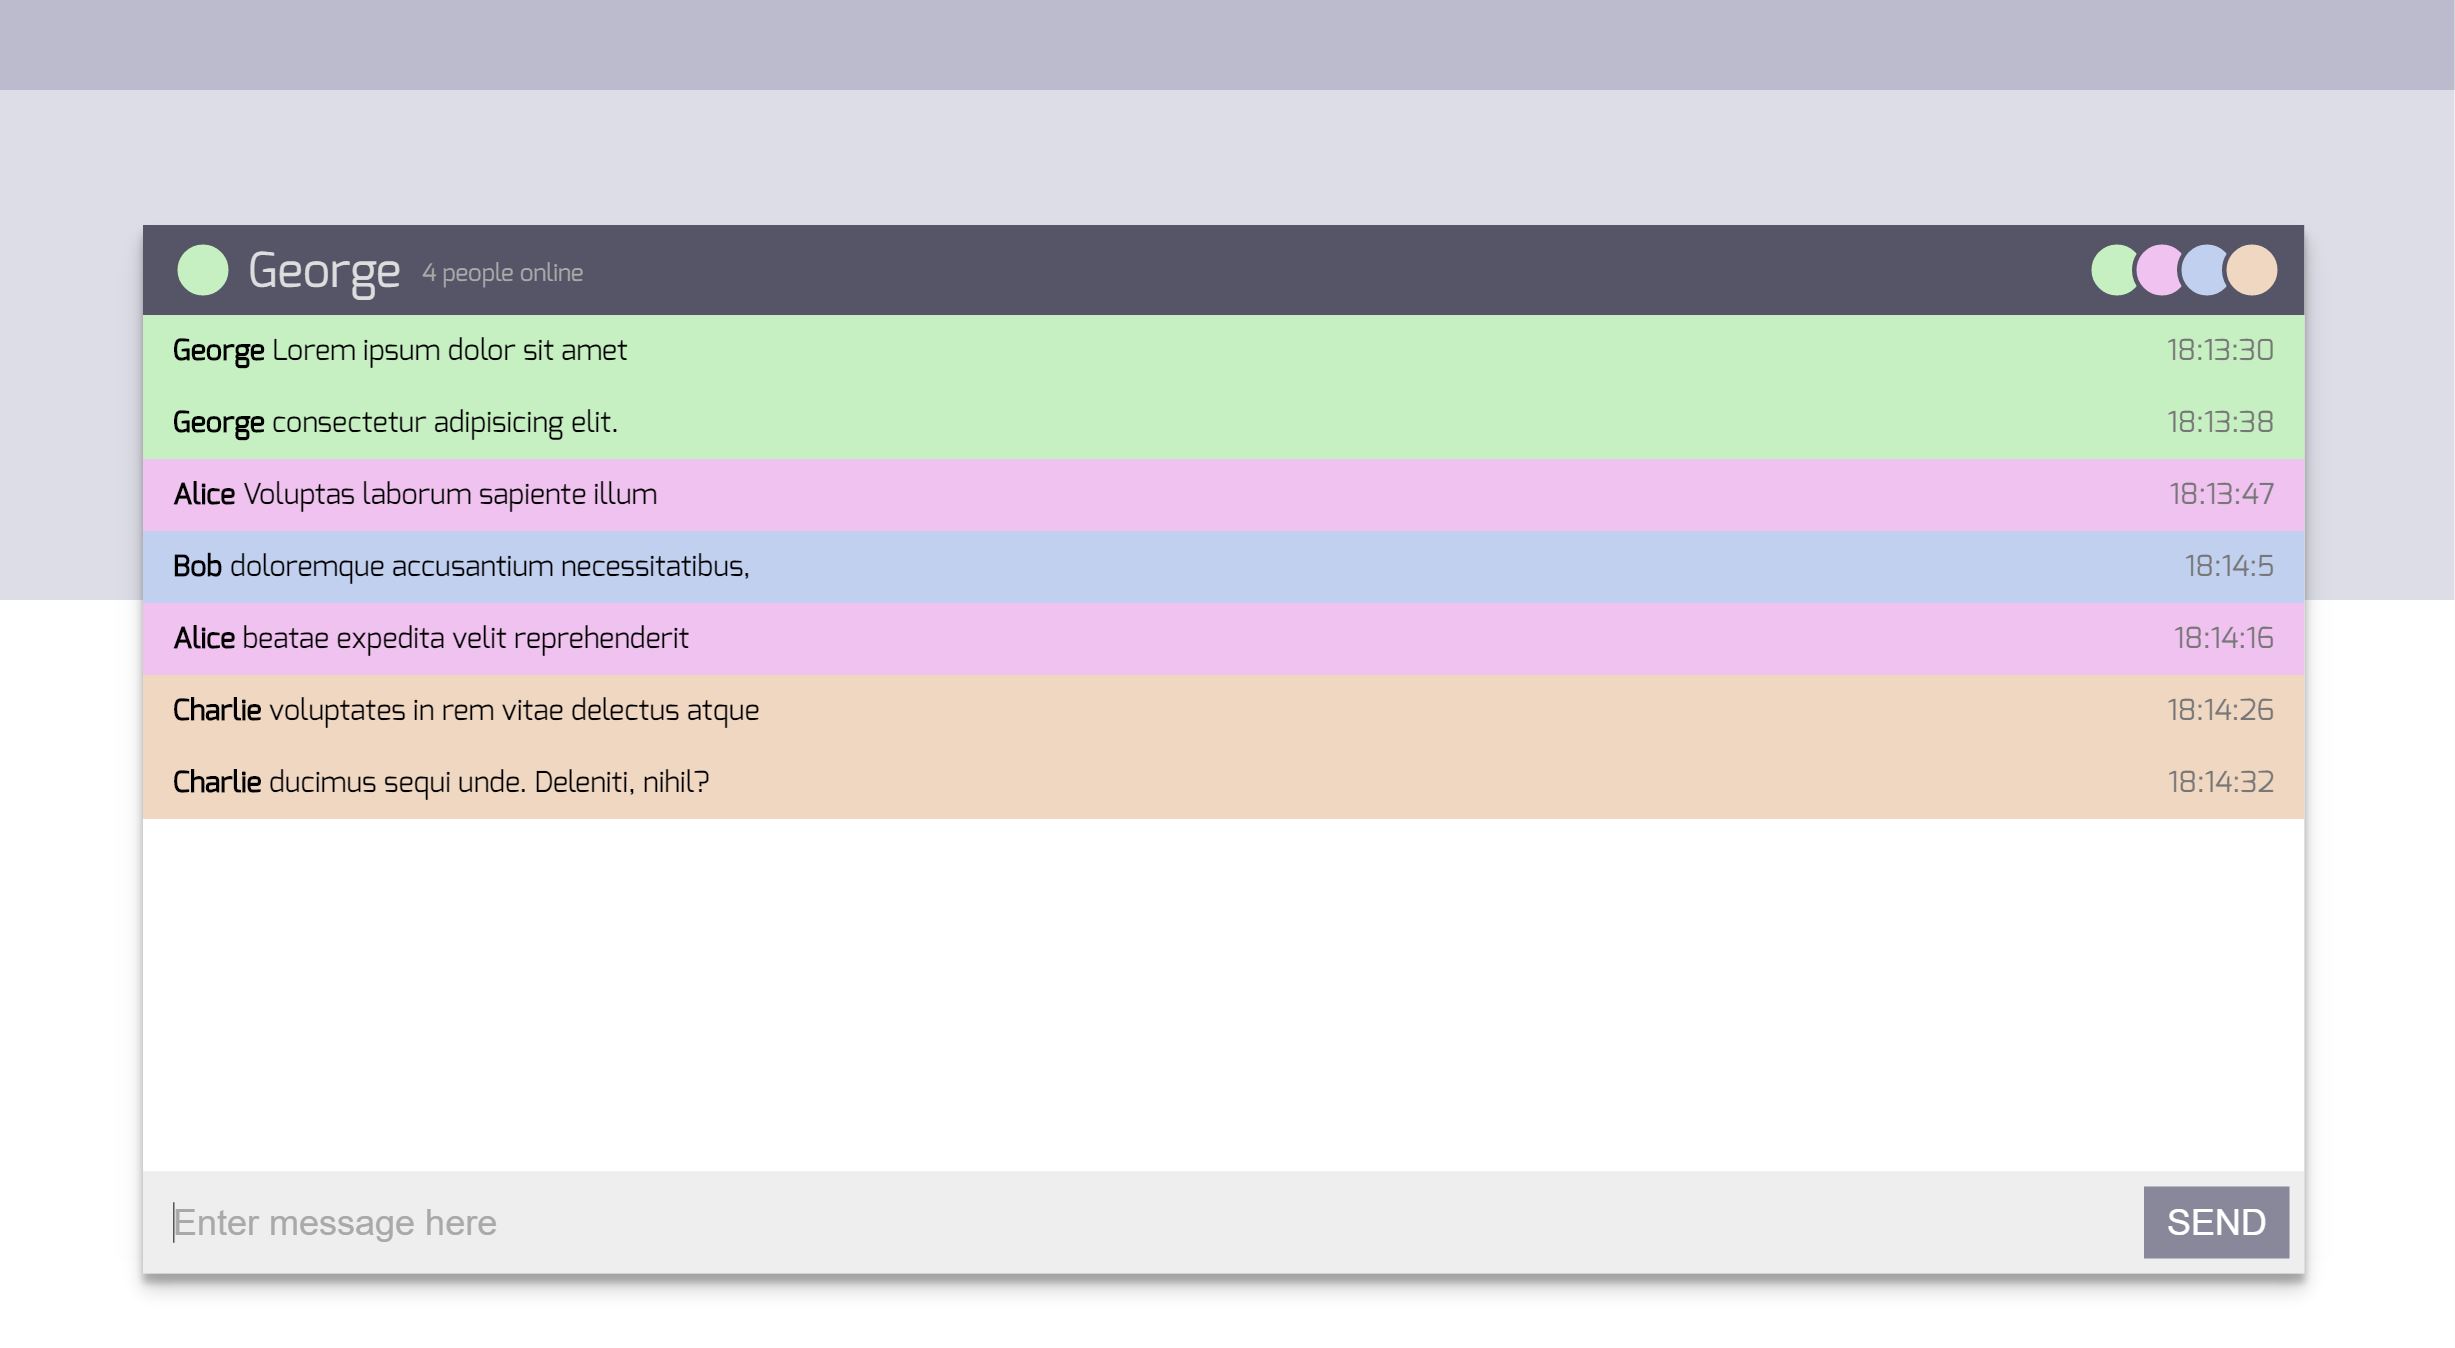 George 4 people online
George Lorem ipsum dolor sit amet 18:13:30
George consectetur adipisicing elit. 18:13:38
Alice Voluptas laborum sapiente illum 18:13:47
Bob doloremque accusantium necessitatibus, 18:14:5
Alice beatae expedita velit reprehenderit 18:14:16
Charlie voluptates in rem vitae delectus atque 18:14:26
Charlie ducimus sequi unde. Deleniti, nihil? 18:14:32
Enter message here SEND